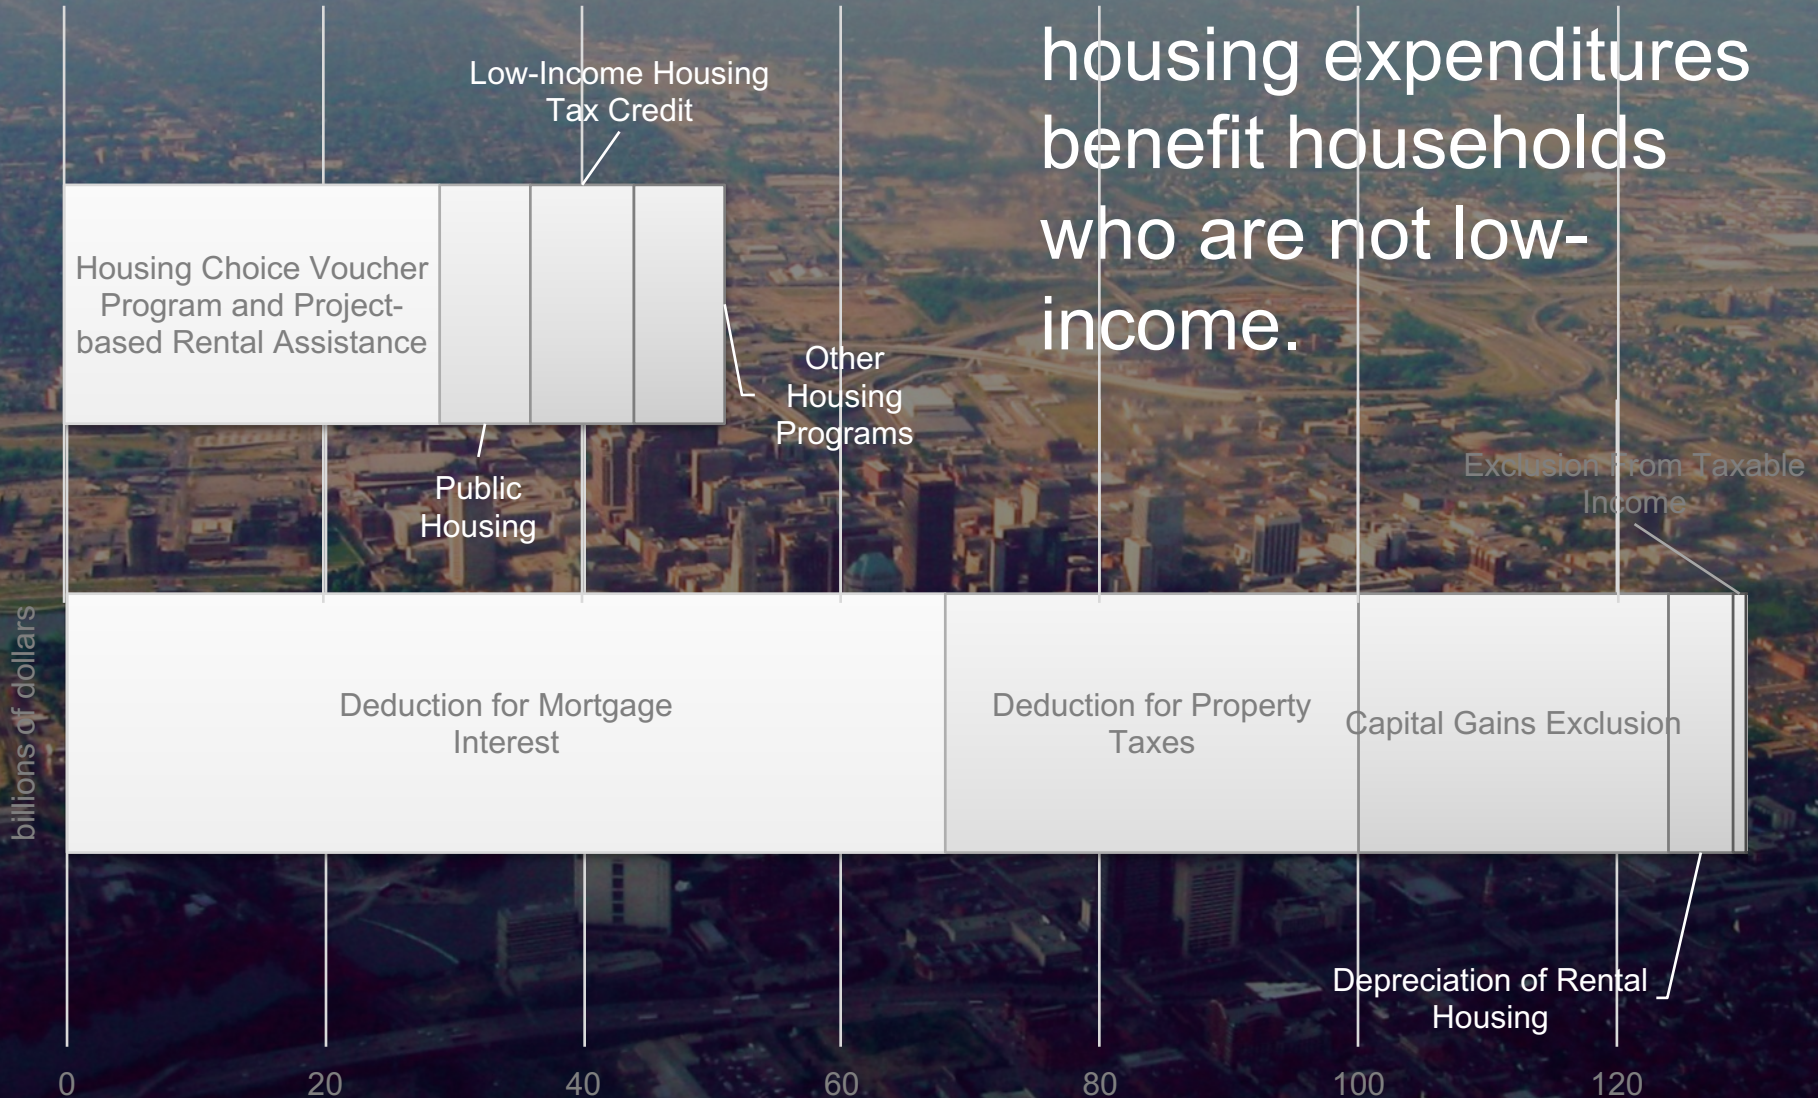 housing expenditures
benefit households
who are not low-
income.
Low-Income Housing
Tax Credit
Housing Choice Voucher
Program and Project-
based Rental Assistance
Other
Housing
Programs
Public
Housing
Exclusion From Taxable
Income
billions of dollars
Deduction for Mortgage
Interest
Deduction for Property
Taxes
Capital Gains Exclusion
Depreciation of Rental
Housing
0 20 40 60 80 100 120